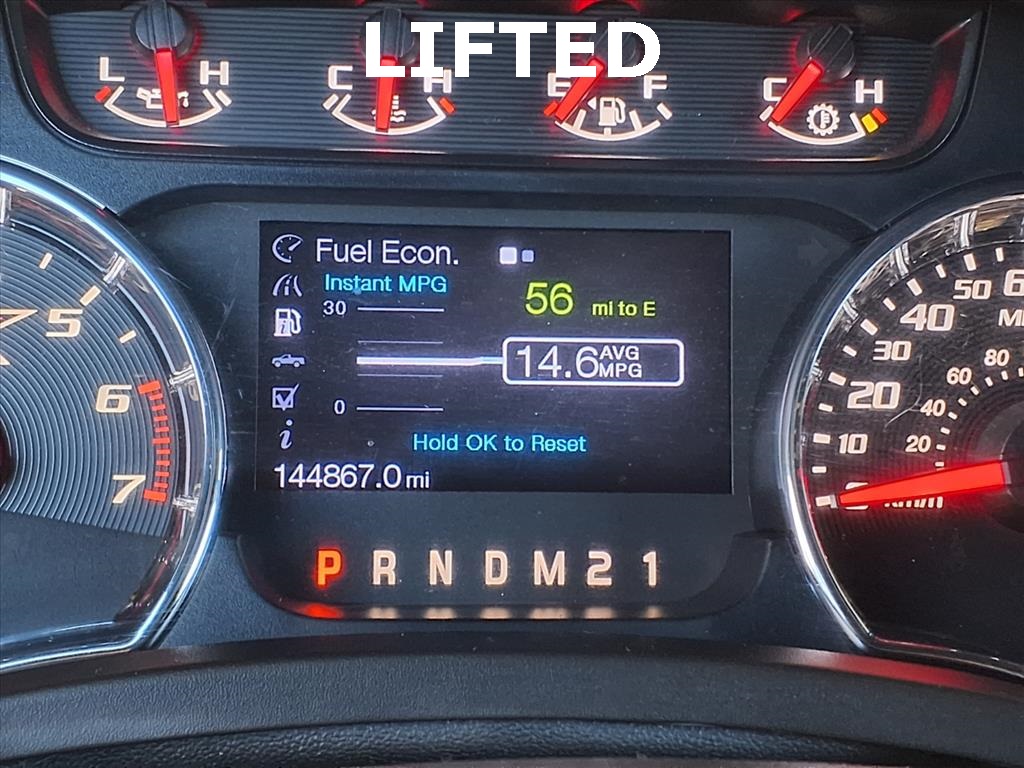 LIFTED
L H
C H
E F
C H
Fuel Econ.
Instant MPG
30
56 mi to E
14.6 AVG MPG
0
Hold OK to Reset
144867.0 mi
P R N D M 2 1
5
6
7
50
40
30
20
10
80
60
40
20
km/h